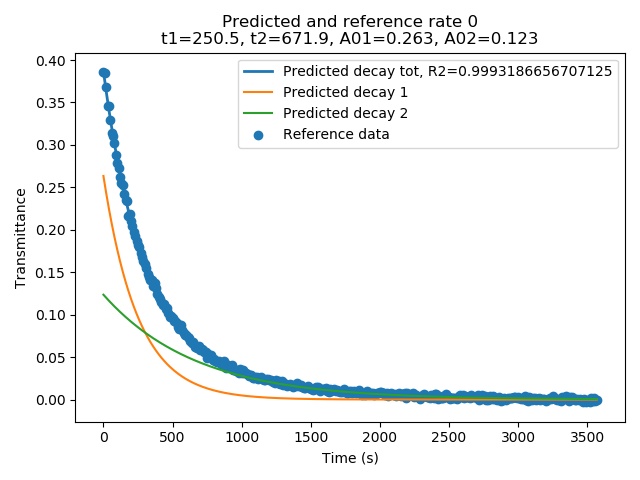 Predicted and reference rate 0
t1=250.5, t2=671.9, A01=0.263, A02=0.123
Predicted decay tot, R2=0.9993186656707125
Predicted decay 1
Predicted decay 2
Reference data
Transmittance
0.40
0.35
0.30
0.25
0.20
0.15
0.10
0.05
0.00
0 500 1000 1500 2000 2500 3000 3500
Time (s)